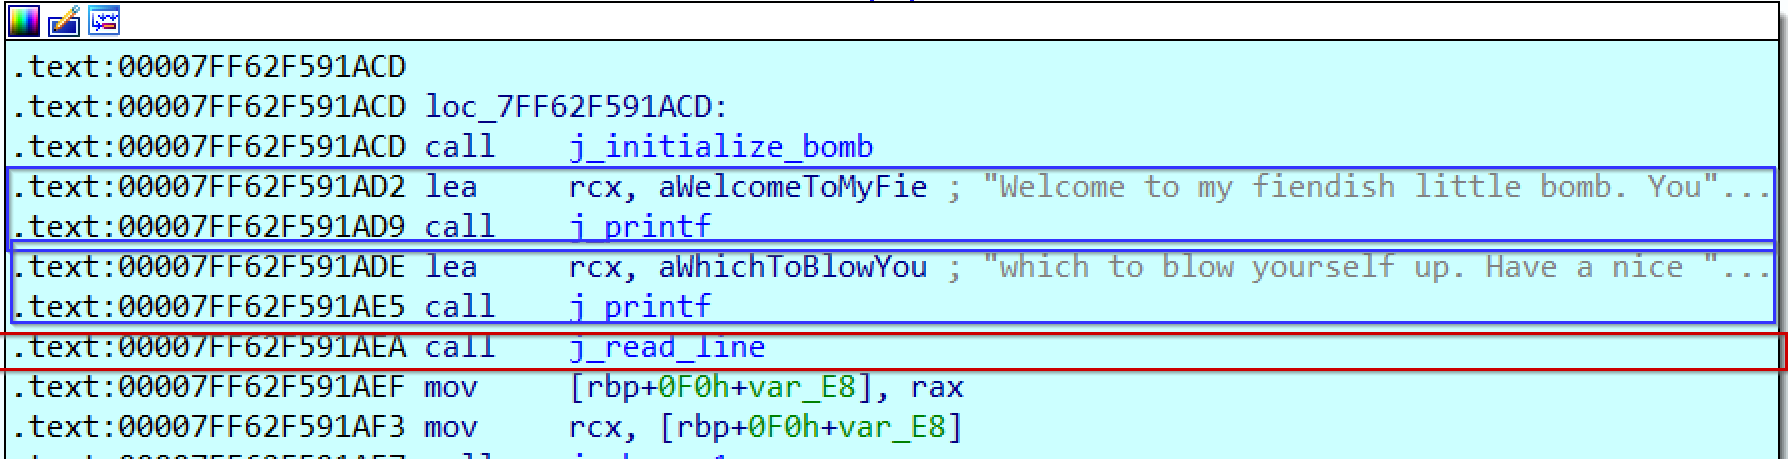 .text:00007FF62F591ACD
.text:00007FF62F591ACD loc_7FF62F591ACD:
.text:00007FF62F591ACD call    j_initialize_bomb
.text:00007FF62F591AD2 lea     rcx, aWelcomeToMyFie ; "Welcome to my fiendish little bomb. You"...
.text:00007FF62F591AD9 call    j_printf
.text:00007FF62F591ADE lea     rcx, aWhichToBlowYou ; "which to blow yourself up. Have a nice "...
.text:00007FF62F591AE5 call    j_printf
.text:00007FF62F591AEA call    j_read_line
.text:00007FF62F591AEF mov     [rbp+0F0h+var_E8], rax
.text:00007FF62F591AF3 mov     rcx, [rbp+0F0h+var_E8]